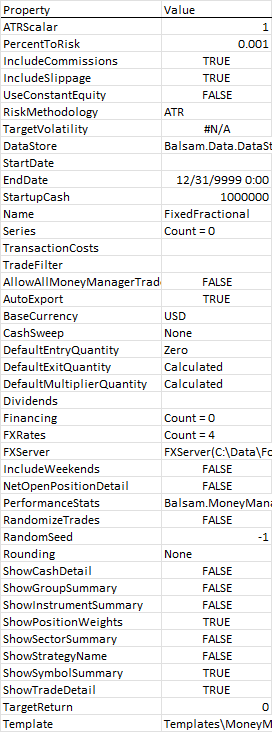 Property Value
ATRScalar 1
PercentToRisk 0.001
IncludeCommissions TRUE
IncludeSlippage TRUE
UseConstantEquity FALSE
RiskMethodology ATR
TargetVolatility #N/A
DataStore Balsam.Data.DataSt
StartDate
EndDate 12/31/9999 0:00
StartupCash 1000000
Name FixedFractional
Series Count = 0
TransactionCosts
TradeFilter
AllowAllMoneyManagerTrade FALSE
AutoExport TRUE
BaseCurrency USD
CashSweep None
DefaultEntryQuantity Zero
DefaultExitQuantity Calculated
DefaultMultiplierQuantity Calculated
Dividends
Financing Count = 0
FXRates Count = 4
FXServer FXServer(C:\Data\Fo
IncludeWeekends FALSE
NetOpenPositionDetail FALSE
PerformanceStats Balsam.MoneyMana
RandomizeTrades FALSE
RandomSeed -1
Rounding None
ShowCashDetail FALSE
ShowGroupSummary FALSE
ShowInstrumentSummary FALSE
ShowPositionWeights TRUE
ShowSectorSummary FALSE
ShowStrategyName FALSE
ShowSymbolSummary TRUE
ShowTradeDetail TRUE
TargetReturn 0
Template Templates\MoneyM